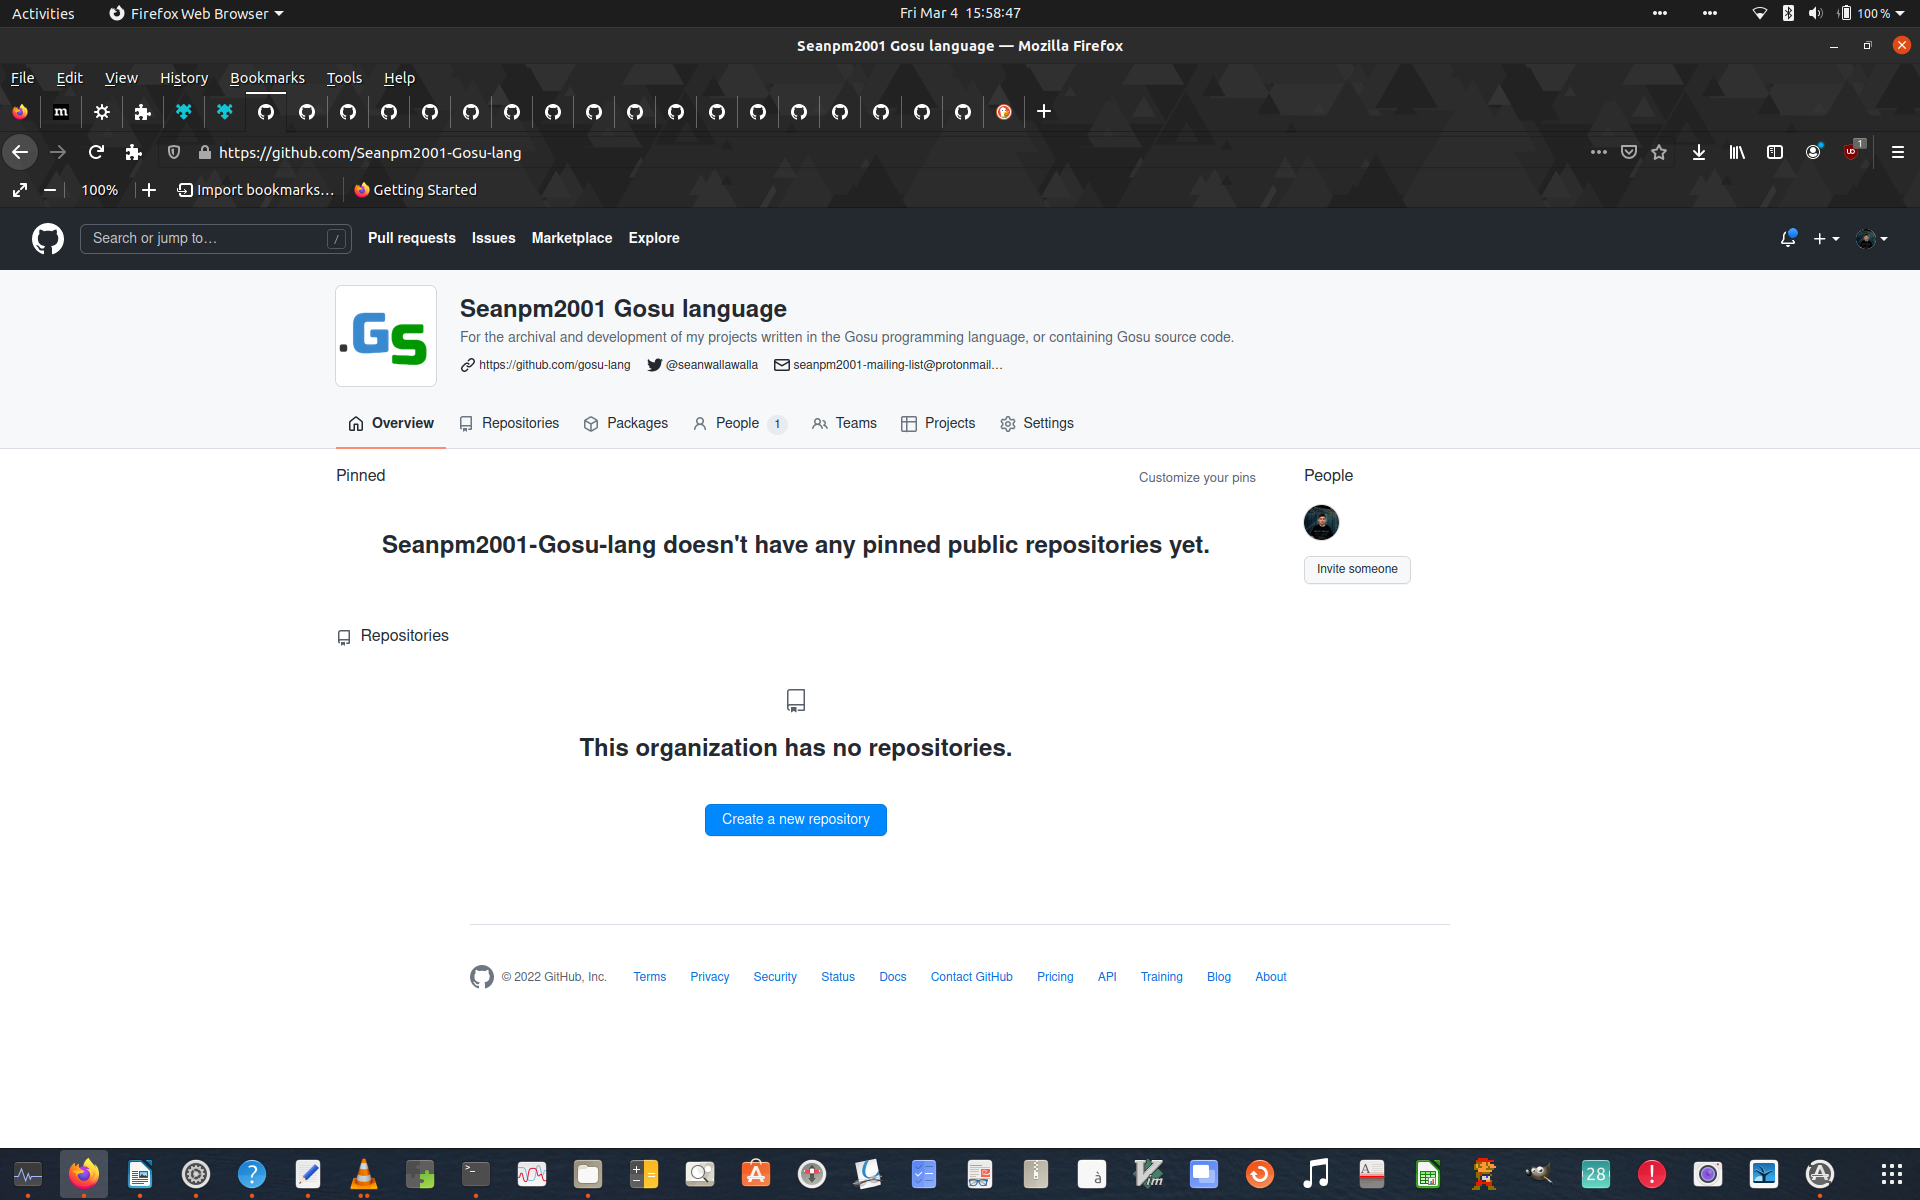 Activities Firefox Web Browser Fri Mar 4 15:58:47 100 %
Seanpm2001 Gosu language — Mozilla Firefox
File Edit View History Bookmarks Tools Help
m
https://github.com/Seanpm2001-Gosu-lang 1
100% Import bookmarks… Getting Started
Search or jump to… / Pull requests Issues Marketplace Explore
.GS
Seanpm2001 Gosu language
For the archival and development of my projects written in the Gosu programming language, or containing Gosu source code.
https://github.com/gosu-lang @seanwallawalla seanpm2001-mailing-list@protonmail…
Overview Repositories Packages People 1 Teams Projects Settings
Pinned Customize your pins People
Seanpm2001-Gosu-lang doesn't have any pinned public repositories yet.
Invite someone
Repositories
This organization has no repositories.
Create a new repository
© 2022 GitHub, Inc. Terms Privacy Security Status Docs Contact GitHub Pricing API Training Blog About
28